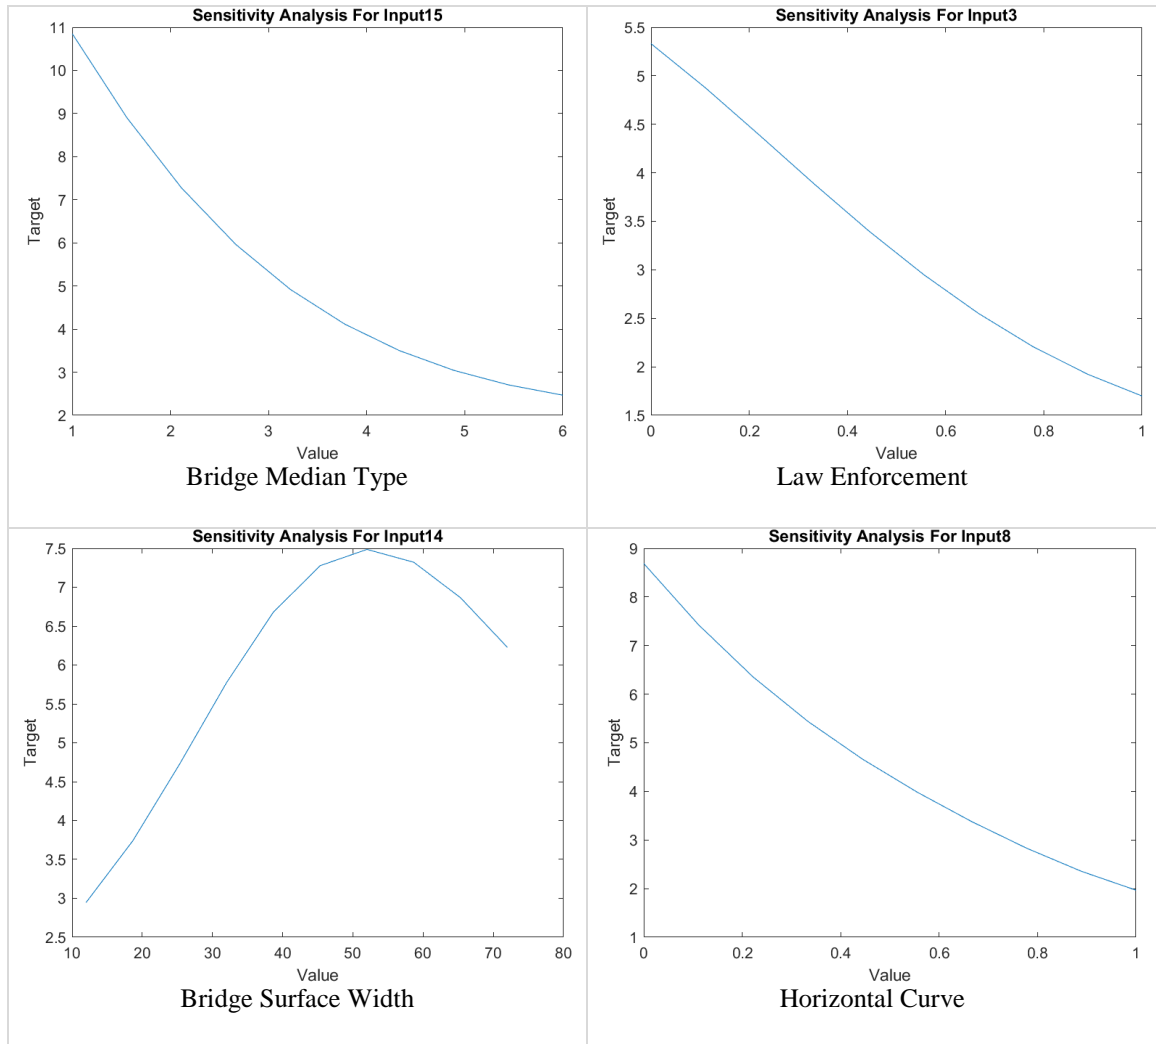 Sensitivity Analysis For Input15
11
10
9
8
7
6
5
4
3
2
Target
1 2 3 4 5 6
Value
Bridge Median Type
Sensitivity Analysis For Input3
5.5
5
4.5
4
3.5
3
2.5
2
1.5
Target
0 0.2 0.4 0.6 0.8 1
Value
Law Enforcement
Sensitivity Analysis For Input14
7.5
7
6.5
6
5.5
5
4.5
4
3.5
3
2.5
Target
10 20 30 40 50 60 70 80
Value
Bridge Surface Width
Sensitivity Analysis For Input8
9
8
7
6
5
4
3
2
1
Target
0 0.2 0.4 0.6 0.8 1
Value
Horizontal Curve